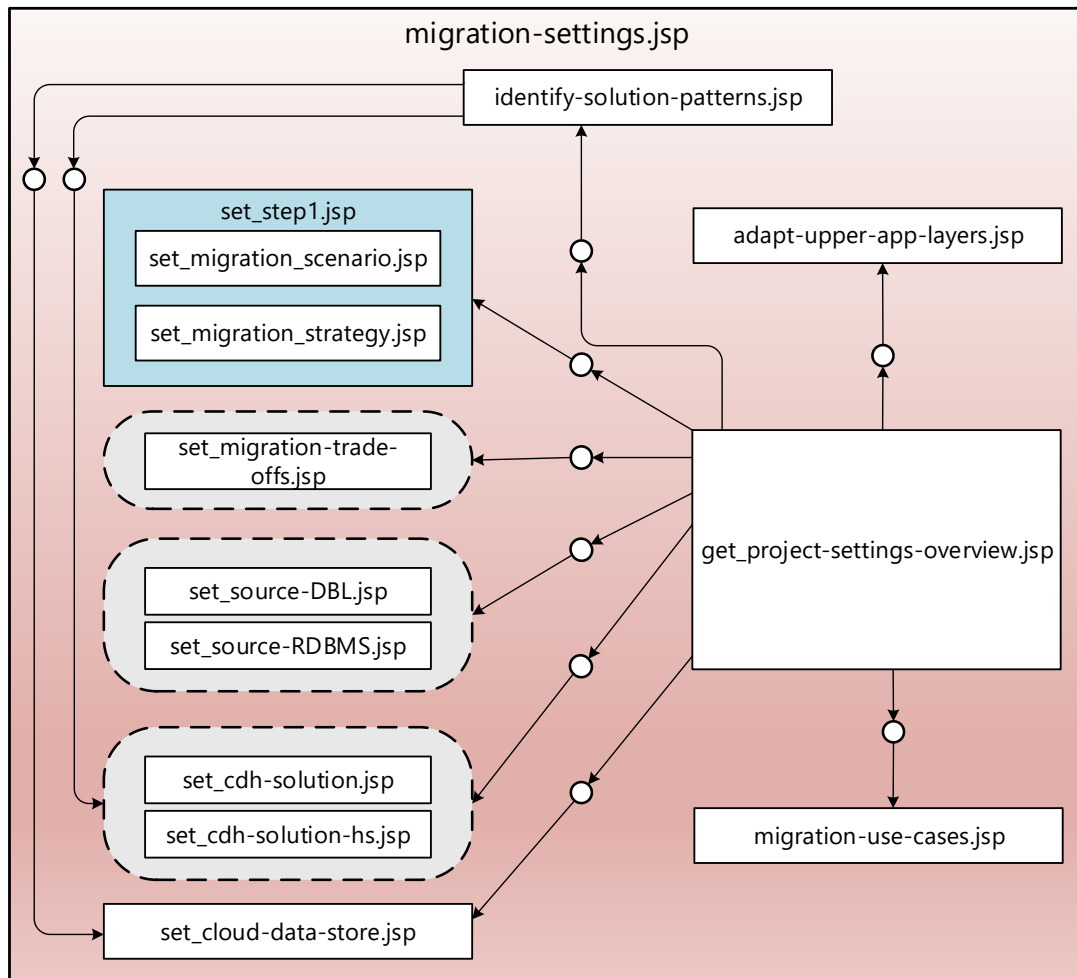 migration-settings.jsp
identify-solution-patterns.jsp
set_step1.jsp
set_migration_scenario.jsp
set_migration_strategy.jsp
adapt-upper-app-layers.jsp
set_migration-trade-
offs.jsp
get_project-settings-overview.jsp
set_source-DBL.jsp
set_source-RDBMS.jsp
set_cdh-solution.jsp
set_cdh-solution-hs.jsp
migration-use-cases.jsp
set_cloud-data-store.jsp